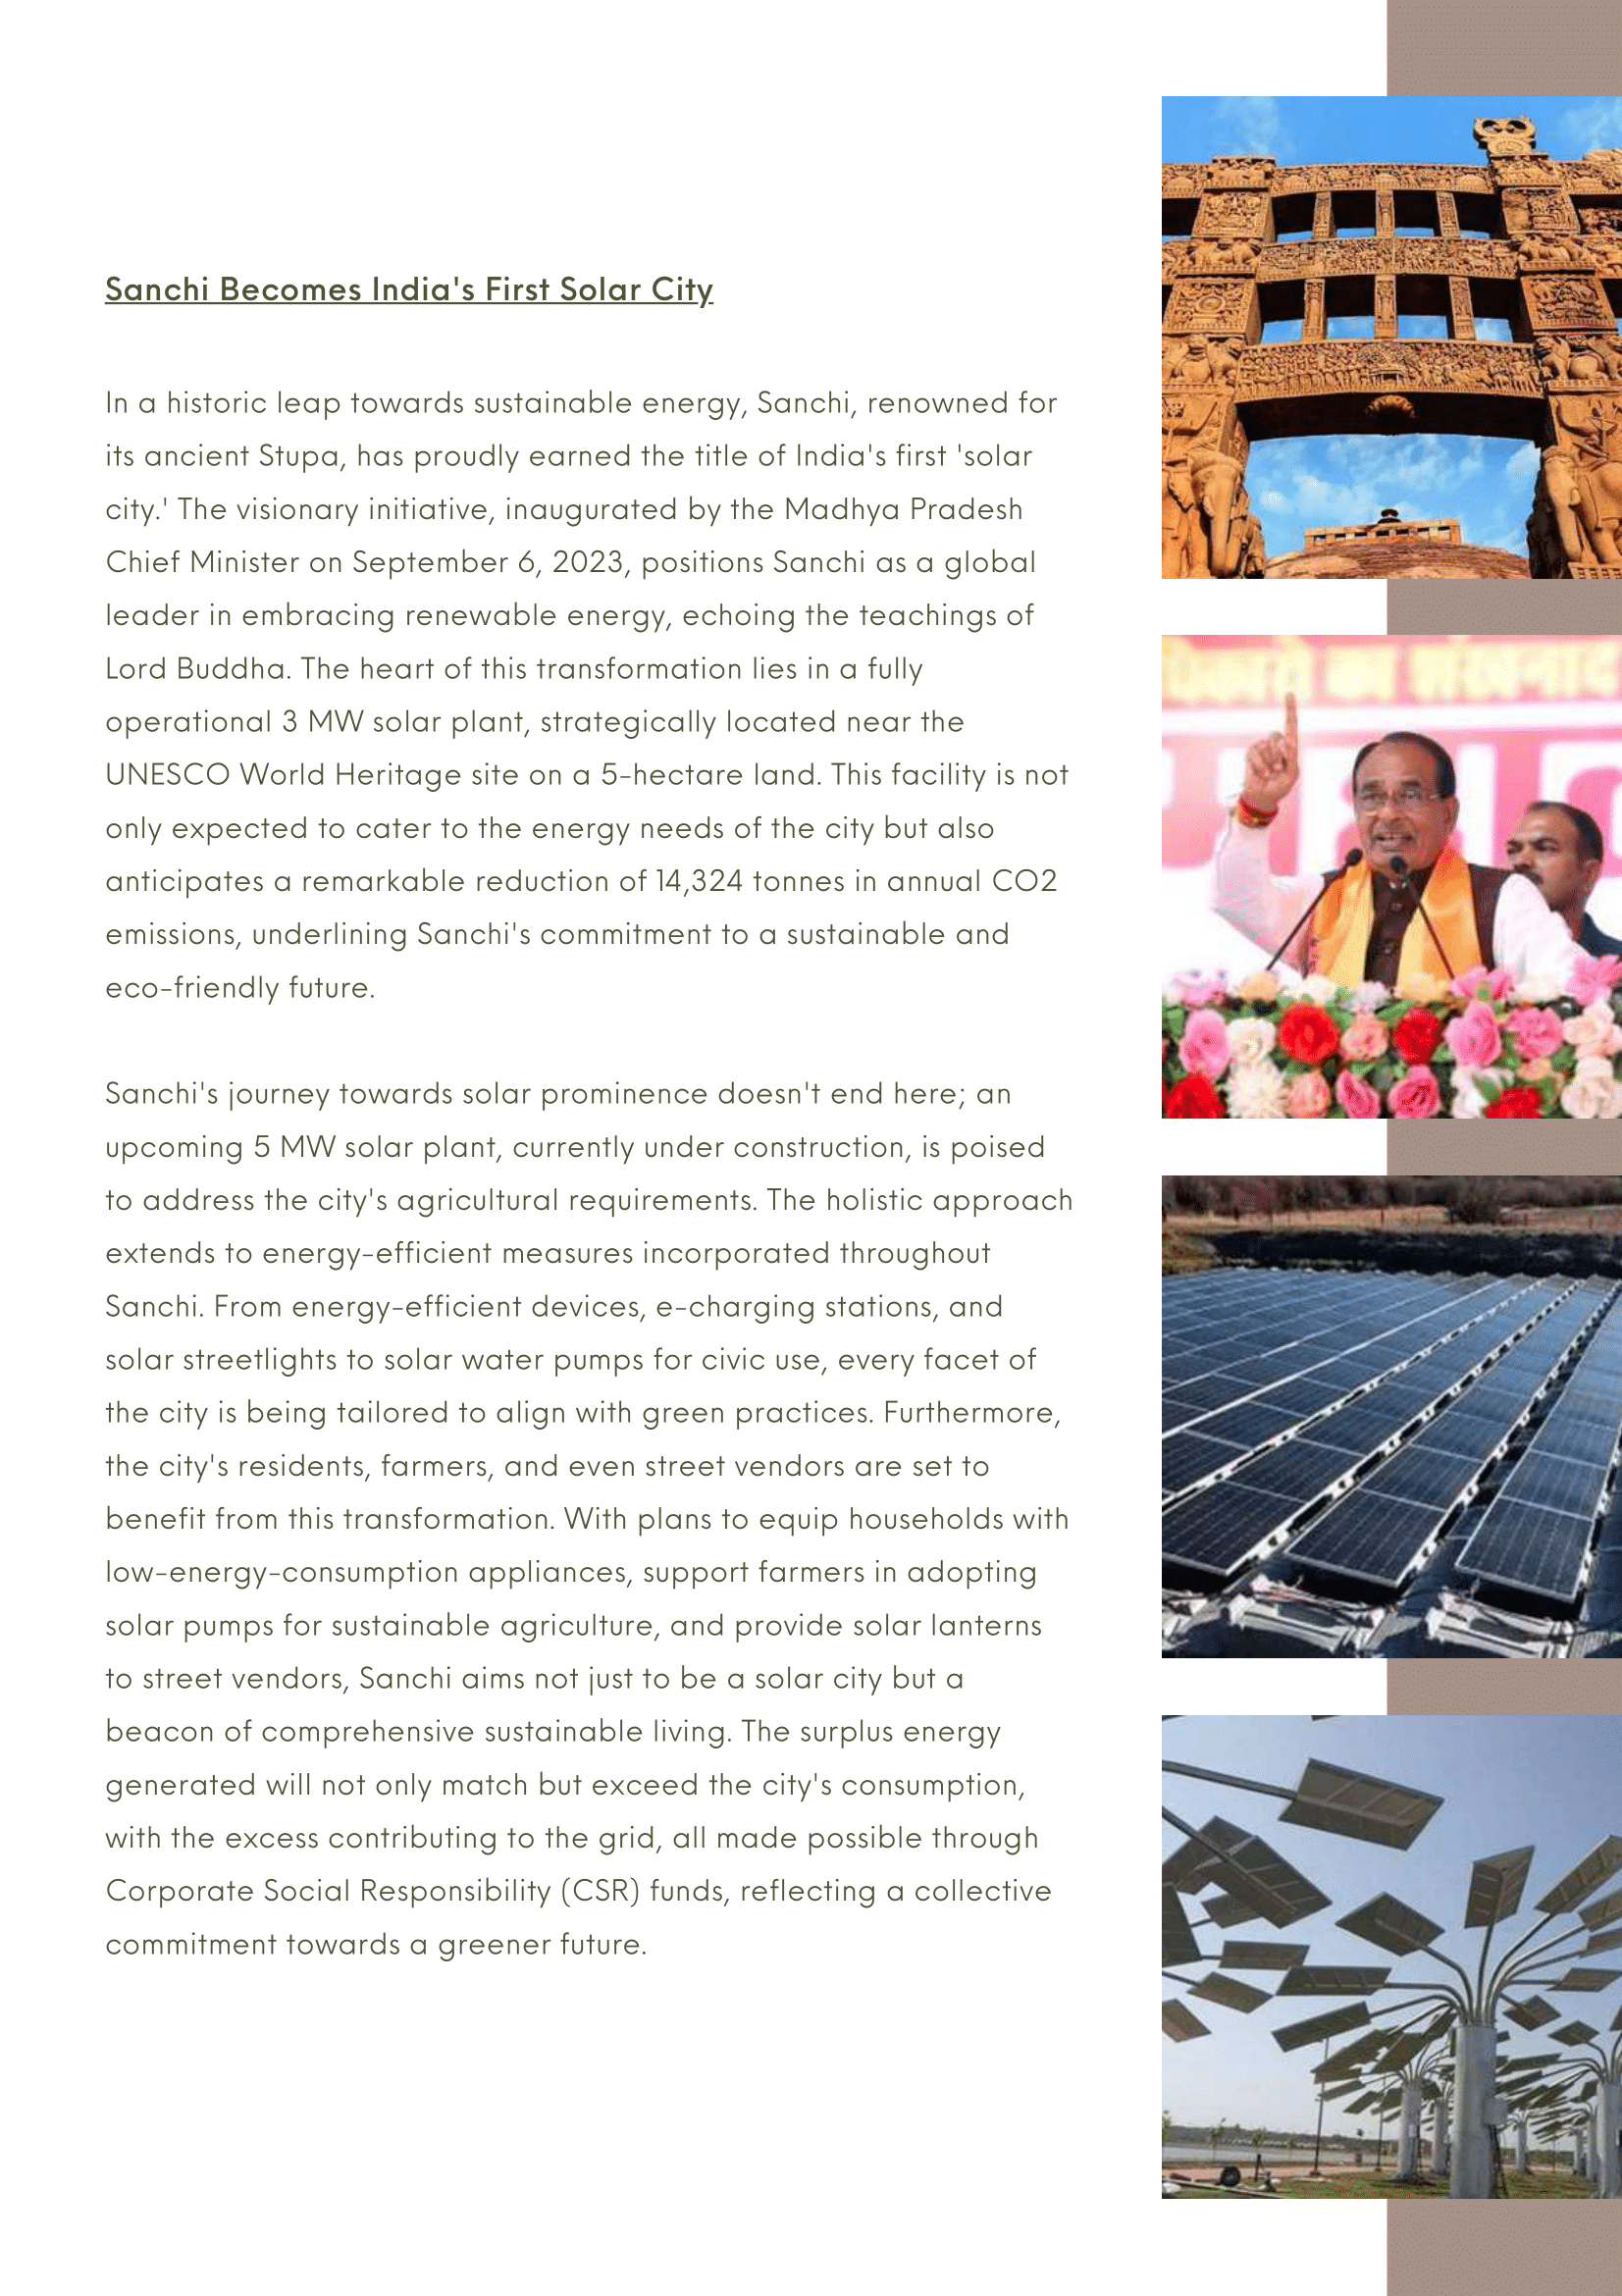 Sanchi Becomes India's First Solar City
In a historic leap towards sustainable energy, Sanchi, renowned for
its ancient Stupa, has proudly earned the title of India's first 'solar
city.' The visionary initiative, inaugurated by the Madhya Pradesh
Chief Minister on September 6, 2023, positions Sanchi as a global
leader in embracing renewable energy, echoing the teachings of
Lord Buddha. The heart of this transformation lies in a fully
operational 3 MW solar plant, strategically located near the
UNESCO World Heritage site on a 5-hectare land. This facility is not
only expected to cater to the energy needs of the city but also
anticipates a remarkable reduction of 14,324 tonnes in annual CO2
emissions, underlining Sanchi's commitment to a sustainable and
eco-friendly future.
Sanchi's journey towards solar prominence doesn't end here; an
upcoming 5 MW solar plant, currently under construction, is poised
to address the city's agricultural requirements. The holistic approach
extends to energy-efficient measures incorporated throughout
Sanchi. From energy-efficient devices, e-charging stations, and
solar streetlights to solar water pumps for civic use, every facet of
the city is being tailored to align with green practices. Furthermore,
the city's residents, farmers, and even street vendors are set to
benefit from this transformation. With plans to equip households with
low-energy-consumption appliances, support farmers in adopting
solar pumps for sustainable agriculture, and provide solar lanterns
to street vendors, Sanchi aims not just to be a solar city but a
beacon of comprehensive sustainable living. The surplus energy
generated will not only match but exceed the city's consumption,
with the excess contributing to the grid, all made possible through
Corporate Social Responsibility (CSR) funds, reflecting a collective
commitment towards a greener future.